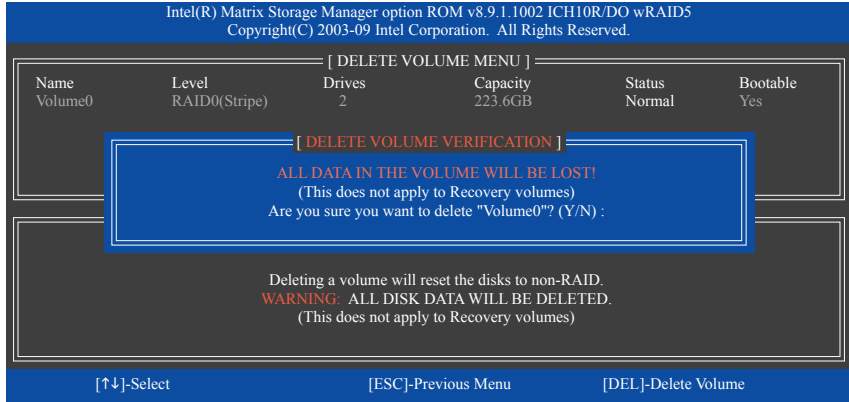 Intel(R) Matrix Storage Manager option ROM v8.9.1.1002 ICH10R/DO wRAID5
Copyright(C) 2003-09 Intel Corporation. All Rights Reserved.
[ DELETE VOLUME MENU ]
Name Level Drives Capacity Status Bootable
Volume0 RAID0(Stripe) 2 223.6GB Normal Yes
[ DELETE VOLUME VERIFICATION ]
ALL DATA IN THE VOLUME WILL BE LOST!
(This does not apply to Recovery volumes)
Are you sure you want to delete "Volume0"? (Y/N) :
Deleting a volume will reset the disks to non-RAID.
WARNING: ALL DISK DATA WILL BE DELETED.
(This does not apply to Recovery volumes)
[↑↓]-Select [ESC]-Previous Menu [DEL]-Delete Volume